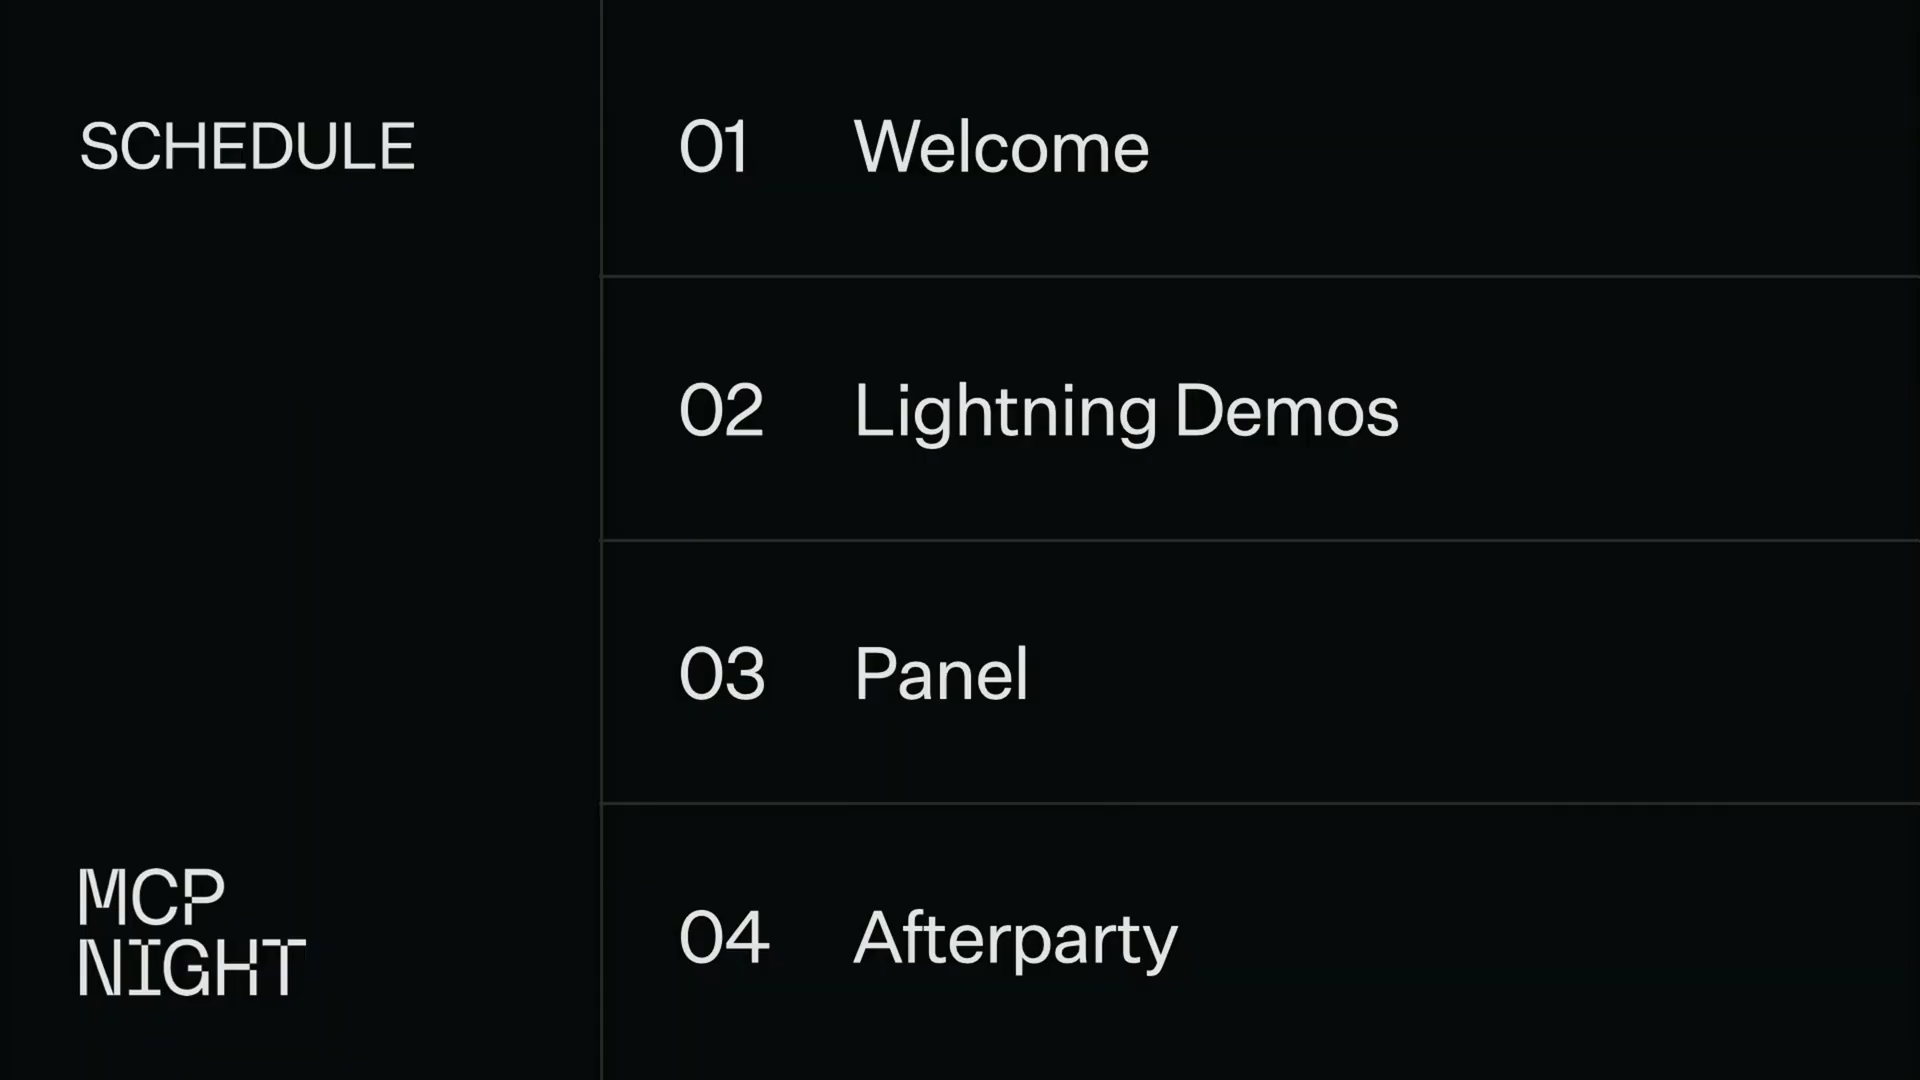 SCHEDULE
01 Welcome
02 Lightning Demos
03 Panel
04 Afterparty
MCP
NIGHT